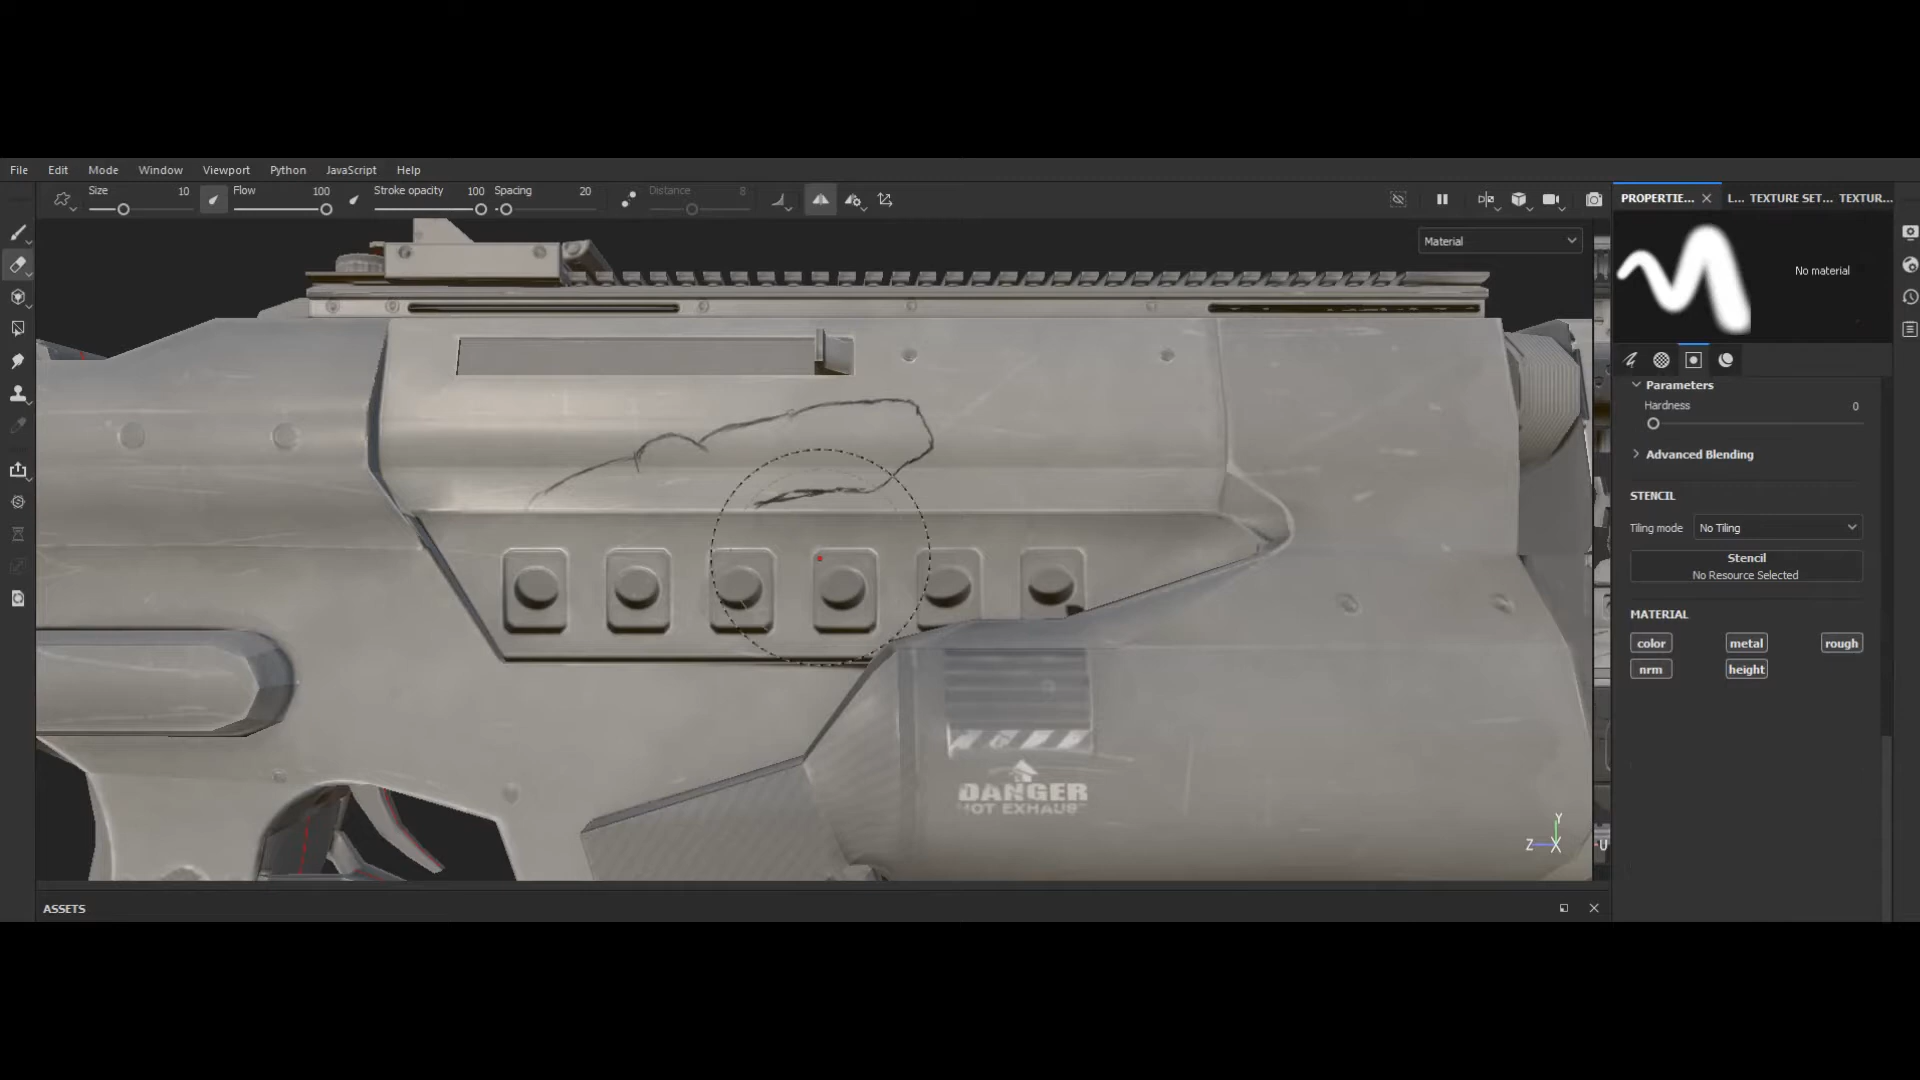 File Edit Mode Window Viewport Python JavaScript Help
Size 10 Flow 100 Stroke opacity 100 Spacing 20 Distance 8
PROPERTIE... L... TEXTURE SET... TEXTUR...
Material
No material
Parameters
Hardness 0
Advanced Blending
STENCIL
Tiling mode No Tiling
Stencil
No Resource Selected
MATERIAL
color metal rough
nrm height
DANGER
HOT EXHAUST
Y
Z X U
ASSETS